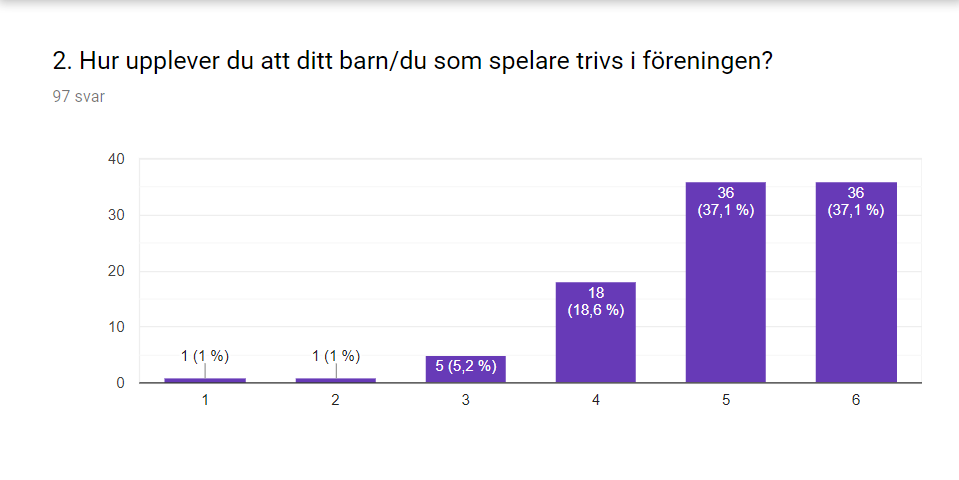 2. Hur upplever du att ditt barn/du som spelare trivs i föreningen?
97 svar
40
30
20
10
0
1 (1 %)
1 (1 %)
5 (5,2 %)
18
(18,6 %)
36
(37,1 %)
36
(37,1 %)
1 2 3 4 5 6